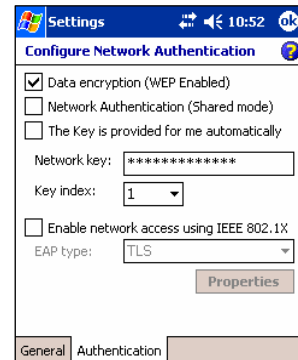 Settings 10:52 ok
Configure Network Authentication ?
Data encryption (WEP Enabled)
Network Authentication (Shared mode)
The Key is provided for me automatically
Network key: *************
Key index: 1
Enable network access using IEEE 802.1X
EAP type: TLS
Properties
General Authentication